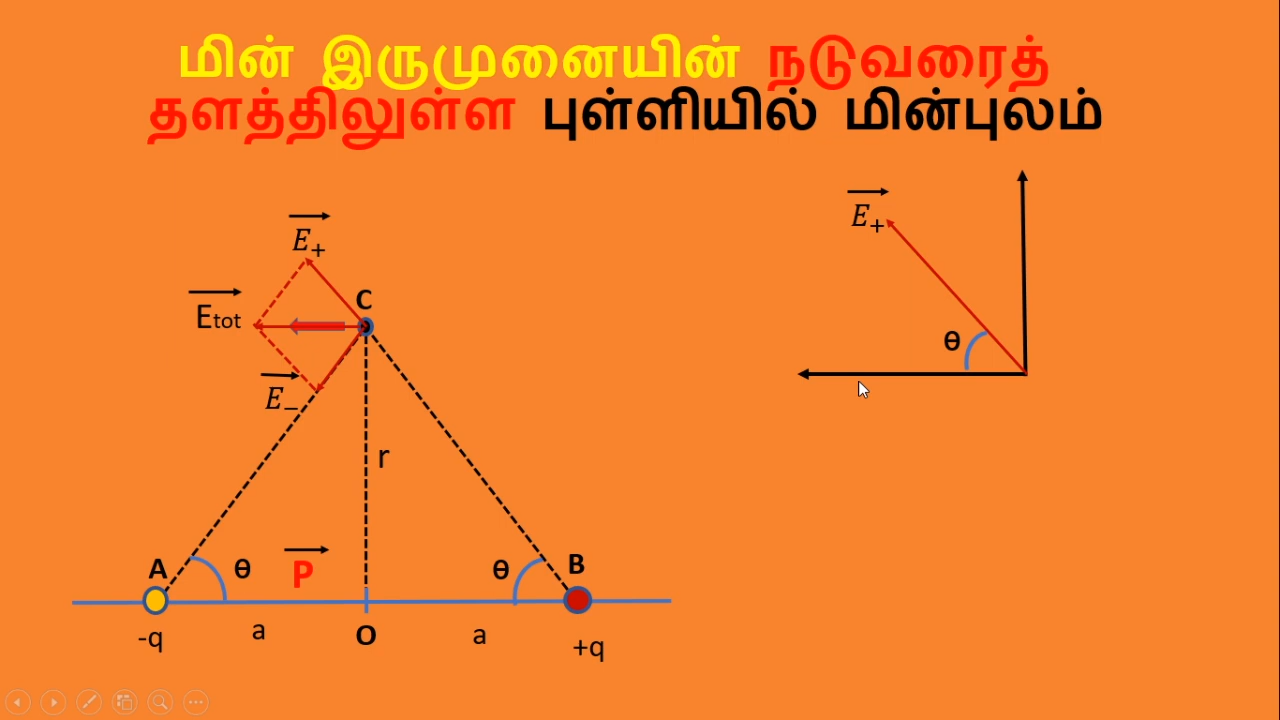 மின் இருமுனையின் நடுவரைத்
தளத்திலுள்ள புள்ளியில் மின்புலம்
E₊
E₊
C
Etot
θ
E₋
r
A
θ
P
θ
B
-q
a
O
a
+q